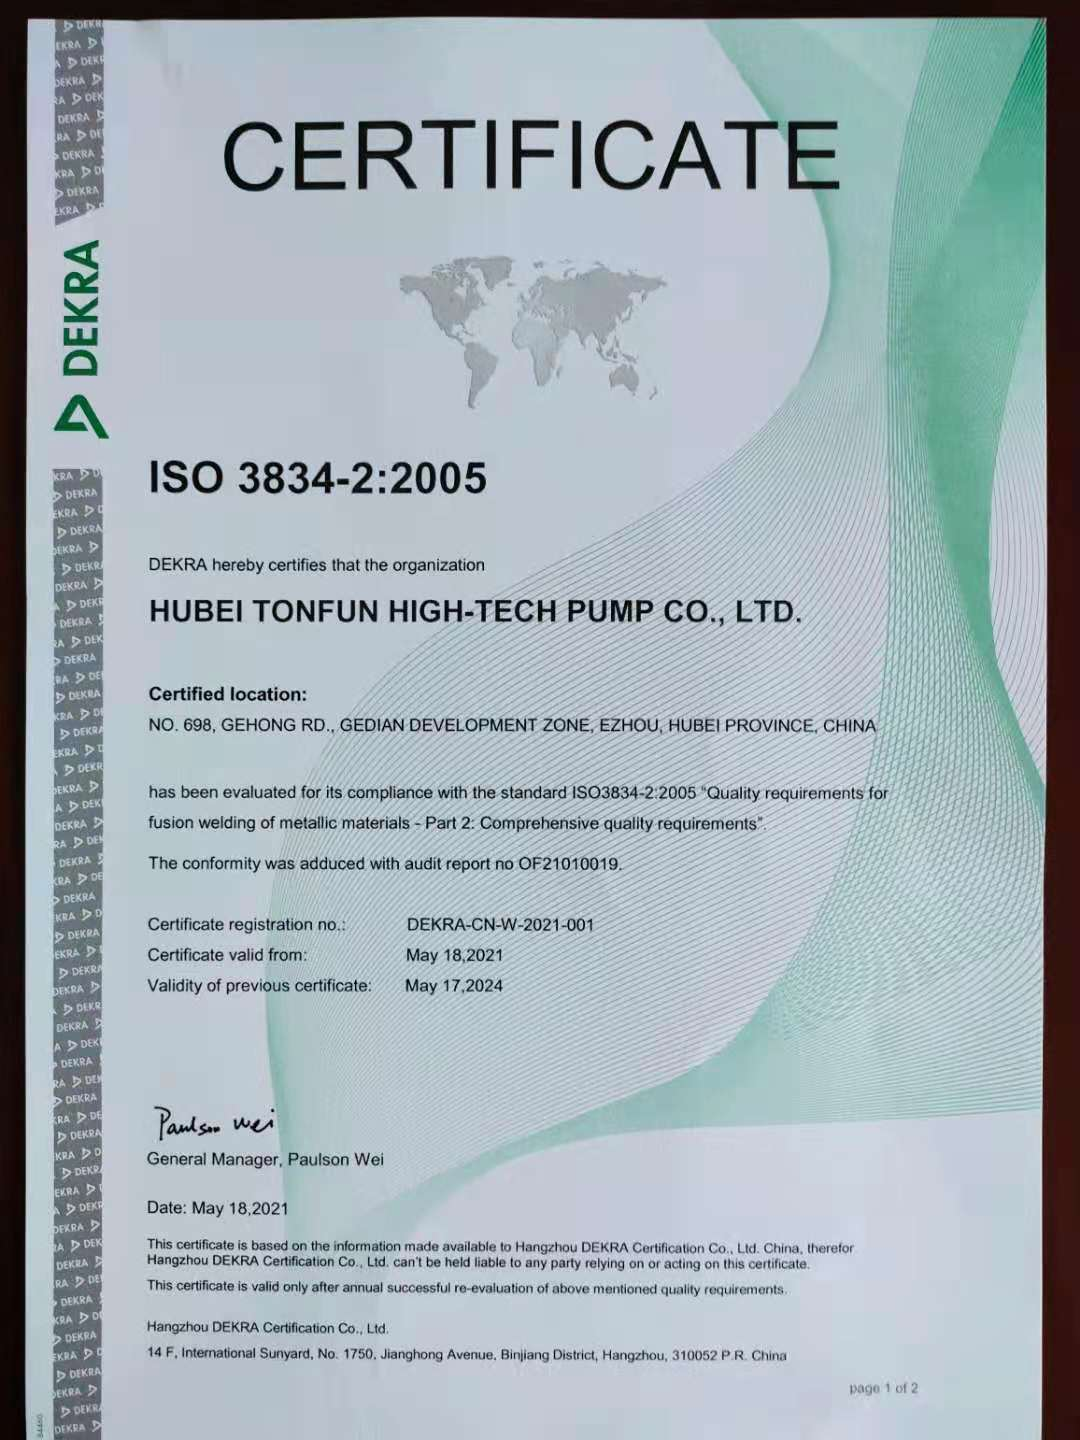 CERTIFICATE
DEKRA
ISO 3834-2:2005
DEKRA hereby certifies that the organization
HUBEI TONFUN HIGH-TECH PUMP CO., LTD.
Certified location:
NO. 698, GEHONG RD., GEDIAN DEVELOPMENT ZONE, EZHOU, HUBEI PROVINCE, CHINA
has been evaluated for its compliance with the standard ISO3834-2:2005 "Quality requirements for
fusion welding of metallic materials - Part 2: Comprehensive quality requirements".
The conformity was adduced with audit report no OF21010019.
Certificate registration no.: DEKRA-CN-W-2021-001
Certificate valid from: May 18,2021
Validity of previous certificate: May 17,2024
Paulson Wei
General Manager, Paulson Wei
Date: May 18,2021
This certificate is based on the information made available to Hangzhou DEKRA Certification Co., Ltd. China, therefor
Hangzhou DEKRA Certification Co., Ltd. can't be held liable to any party relying on or acting on this certificate.
This certificate is valid only after annual successful re-evaluation of above mentioned quality requirements.
Hangzhou DEKRA Certification Co., Ltd.
14 F, International Sunyard, No. 1750, Jianghong Avenue, Binjiang District, Hangzhou, 310052 P.R. China
page 1 of 2